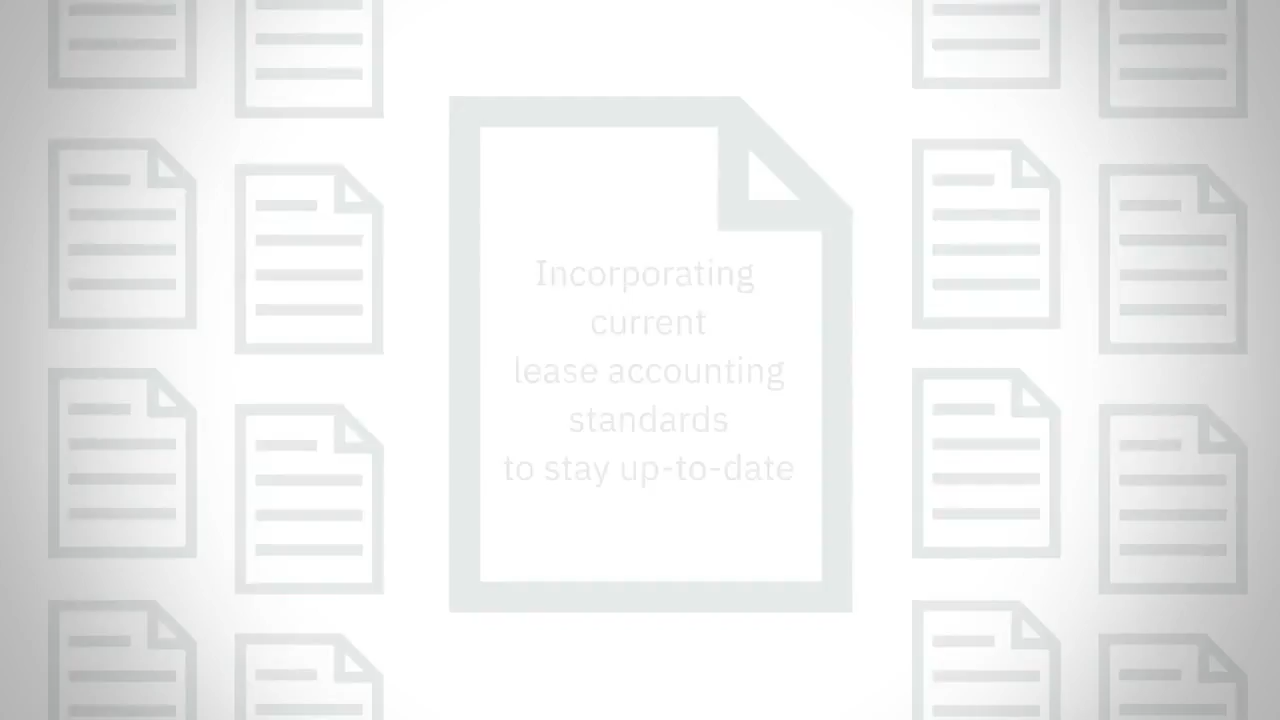 Incorporating
current
lease accounting
standards
to stay up-to-date